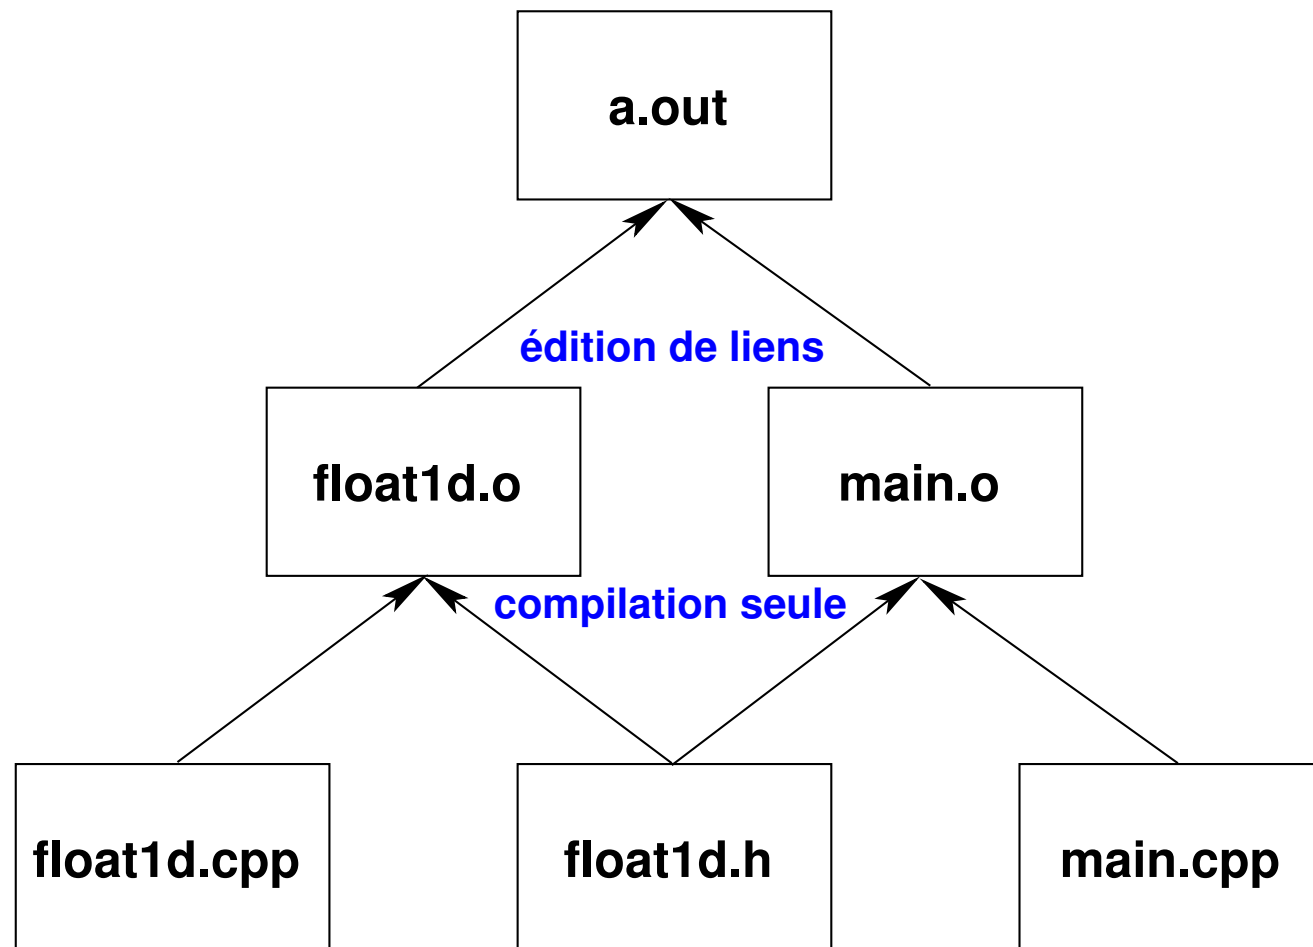 a.out
édition de liens
float1d.o
main.o
compilation seule
float1d.cpp
float1d.h
main.cpp